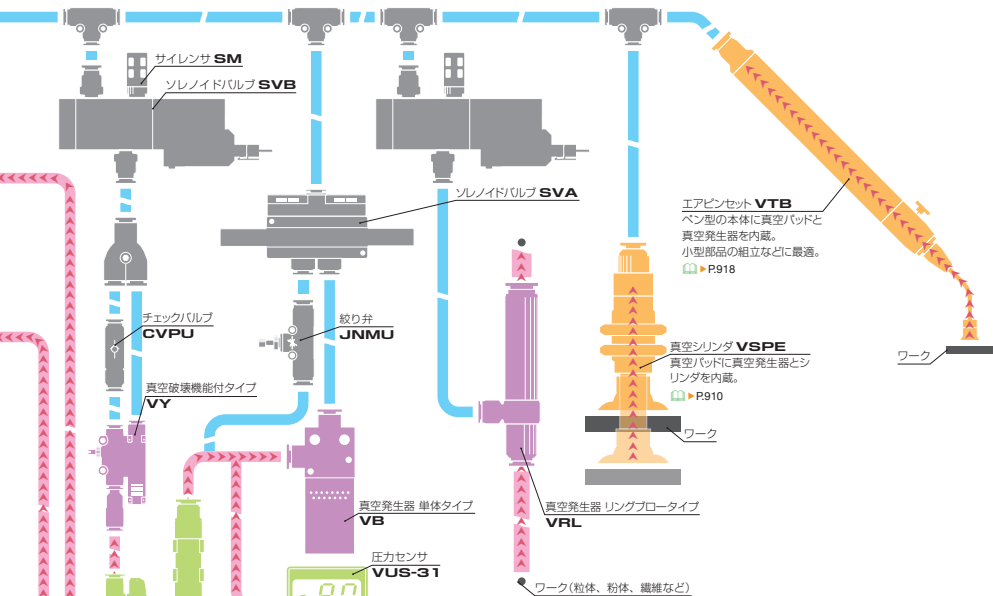 サイレンサ SM
ソレノイドバルブ SVB
ソレノイドバルブ SVA
エアピンセット VTB
ペン型の本体に真空パッドと
真空発生器を内蔵。
小型部品の組立などに最適。
P.918
チェックバルブ
CVPU
絞り弁
JNMU
真空シリンダ VSPE
真空パッドに真空発生器とシ
リンダを内蔵。
P.910
ワーク
真空破壊機能付タイプ
VY
ワーク
真空発生器 単体タイプ
VB
真空発生器 リングブロータイプ
VRL
圧力センサ
VUS-31
ワーク(粒体、粉体、繊維など)